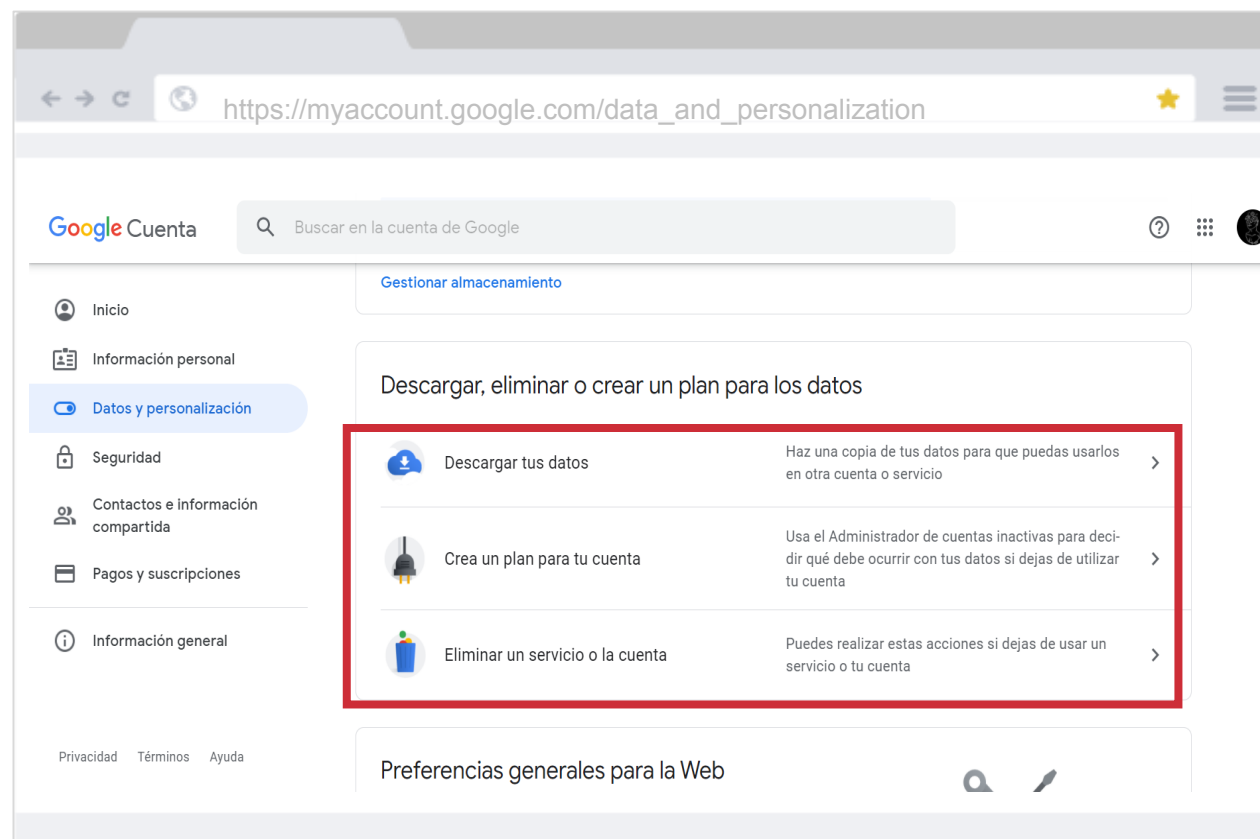 https://myaccount.google.com/data_and_personalization
Google Cuenta
Buscar en la cuenta de Google
Gestionar almacenamiento
Inicio
Información personal
Datos y personalización
Seguridad
Contactos e información
compartida
Pagos y suscripciones
Información general
Privacidad Términos Ayuda
Descargar, eliminar o crear un plan para los datos
Descargar tus datos
Haz una copia de tus datos para que puedas usarlos
en otra cuenta o servicio
Crea un plan para tu cuenta
Usa el Administrador de cuentas inactivas para deci-
dir qué debe ocurrir con tus datos si dejas de utilizar
tu cuenta
Eliminar un servicio o la cuenta
Puedes realizar estas acciones si dejas de usar un
servicio o tu cuenta
Preferencias generales para la Web